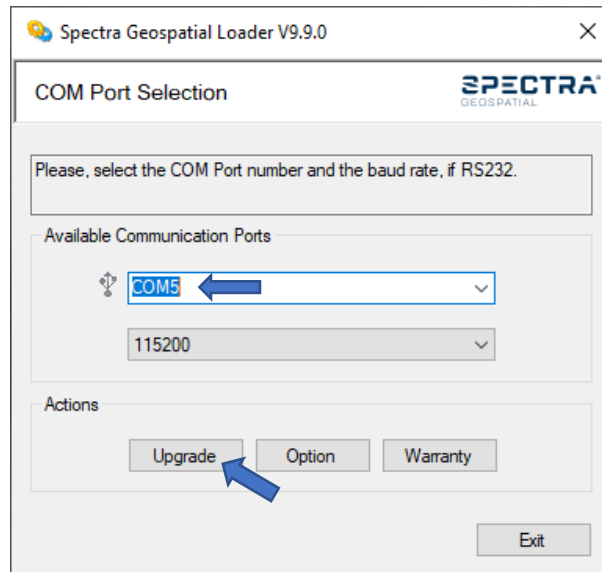 Spectra Geospatial Loader V9.9.0
COM Port Selection
SPECTRA
GEOSPATIAL
Please, select the COM Port number and the baud rate, if RS232.
Available Communication Ports
COM5
115200
Actions
Upgrade Option Warranty
Exit